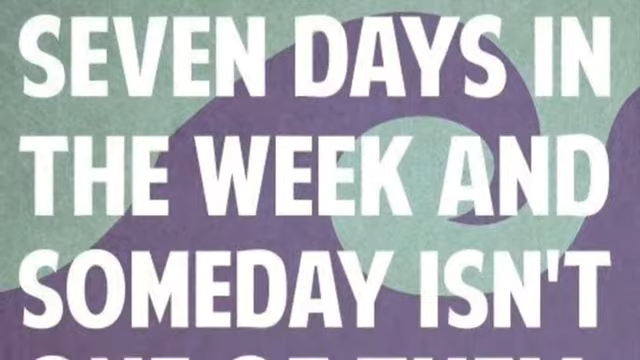 SEVEN DAYS IN
THE WEEK AND
SOMEDAY ISN'T